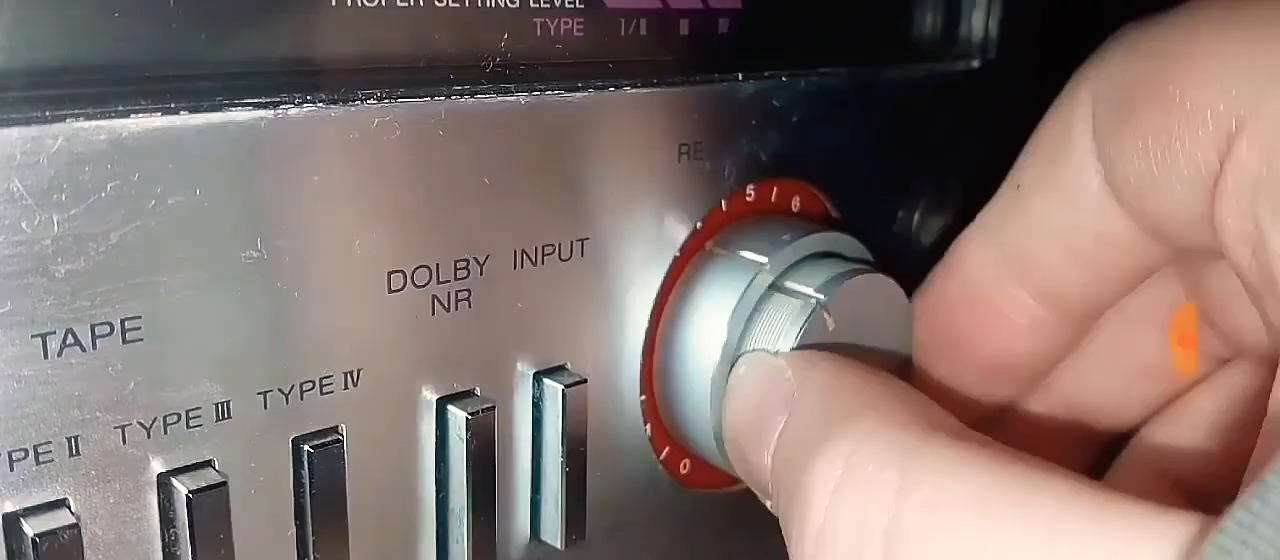 PROPER SETTING LEVEL
TYPE I/II III IV
RE
5 6
DOLBY NR
INPUT
TAPE
TYPE III
TYPE IV
PE II
0